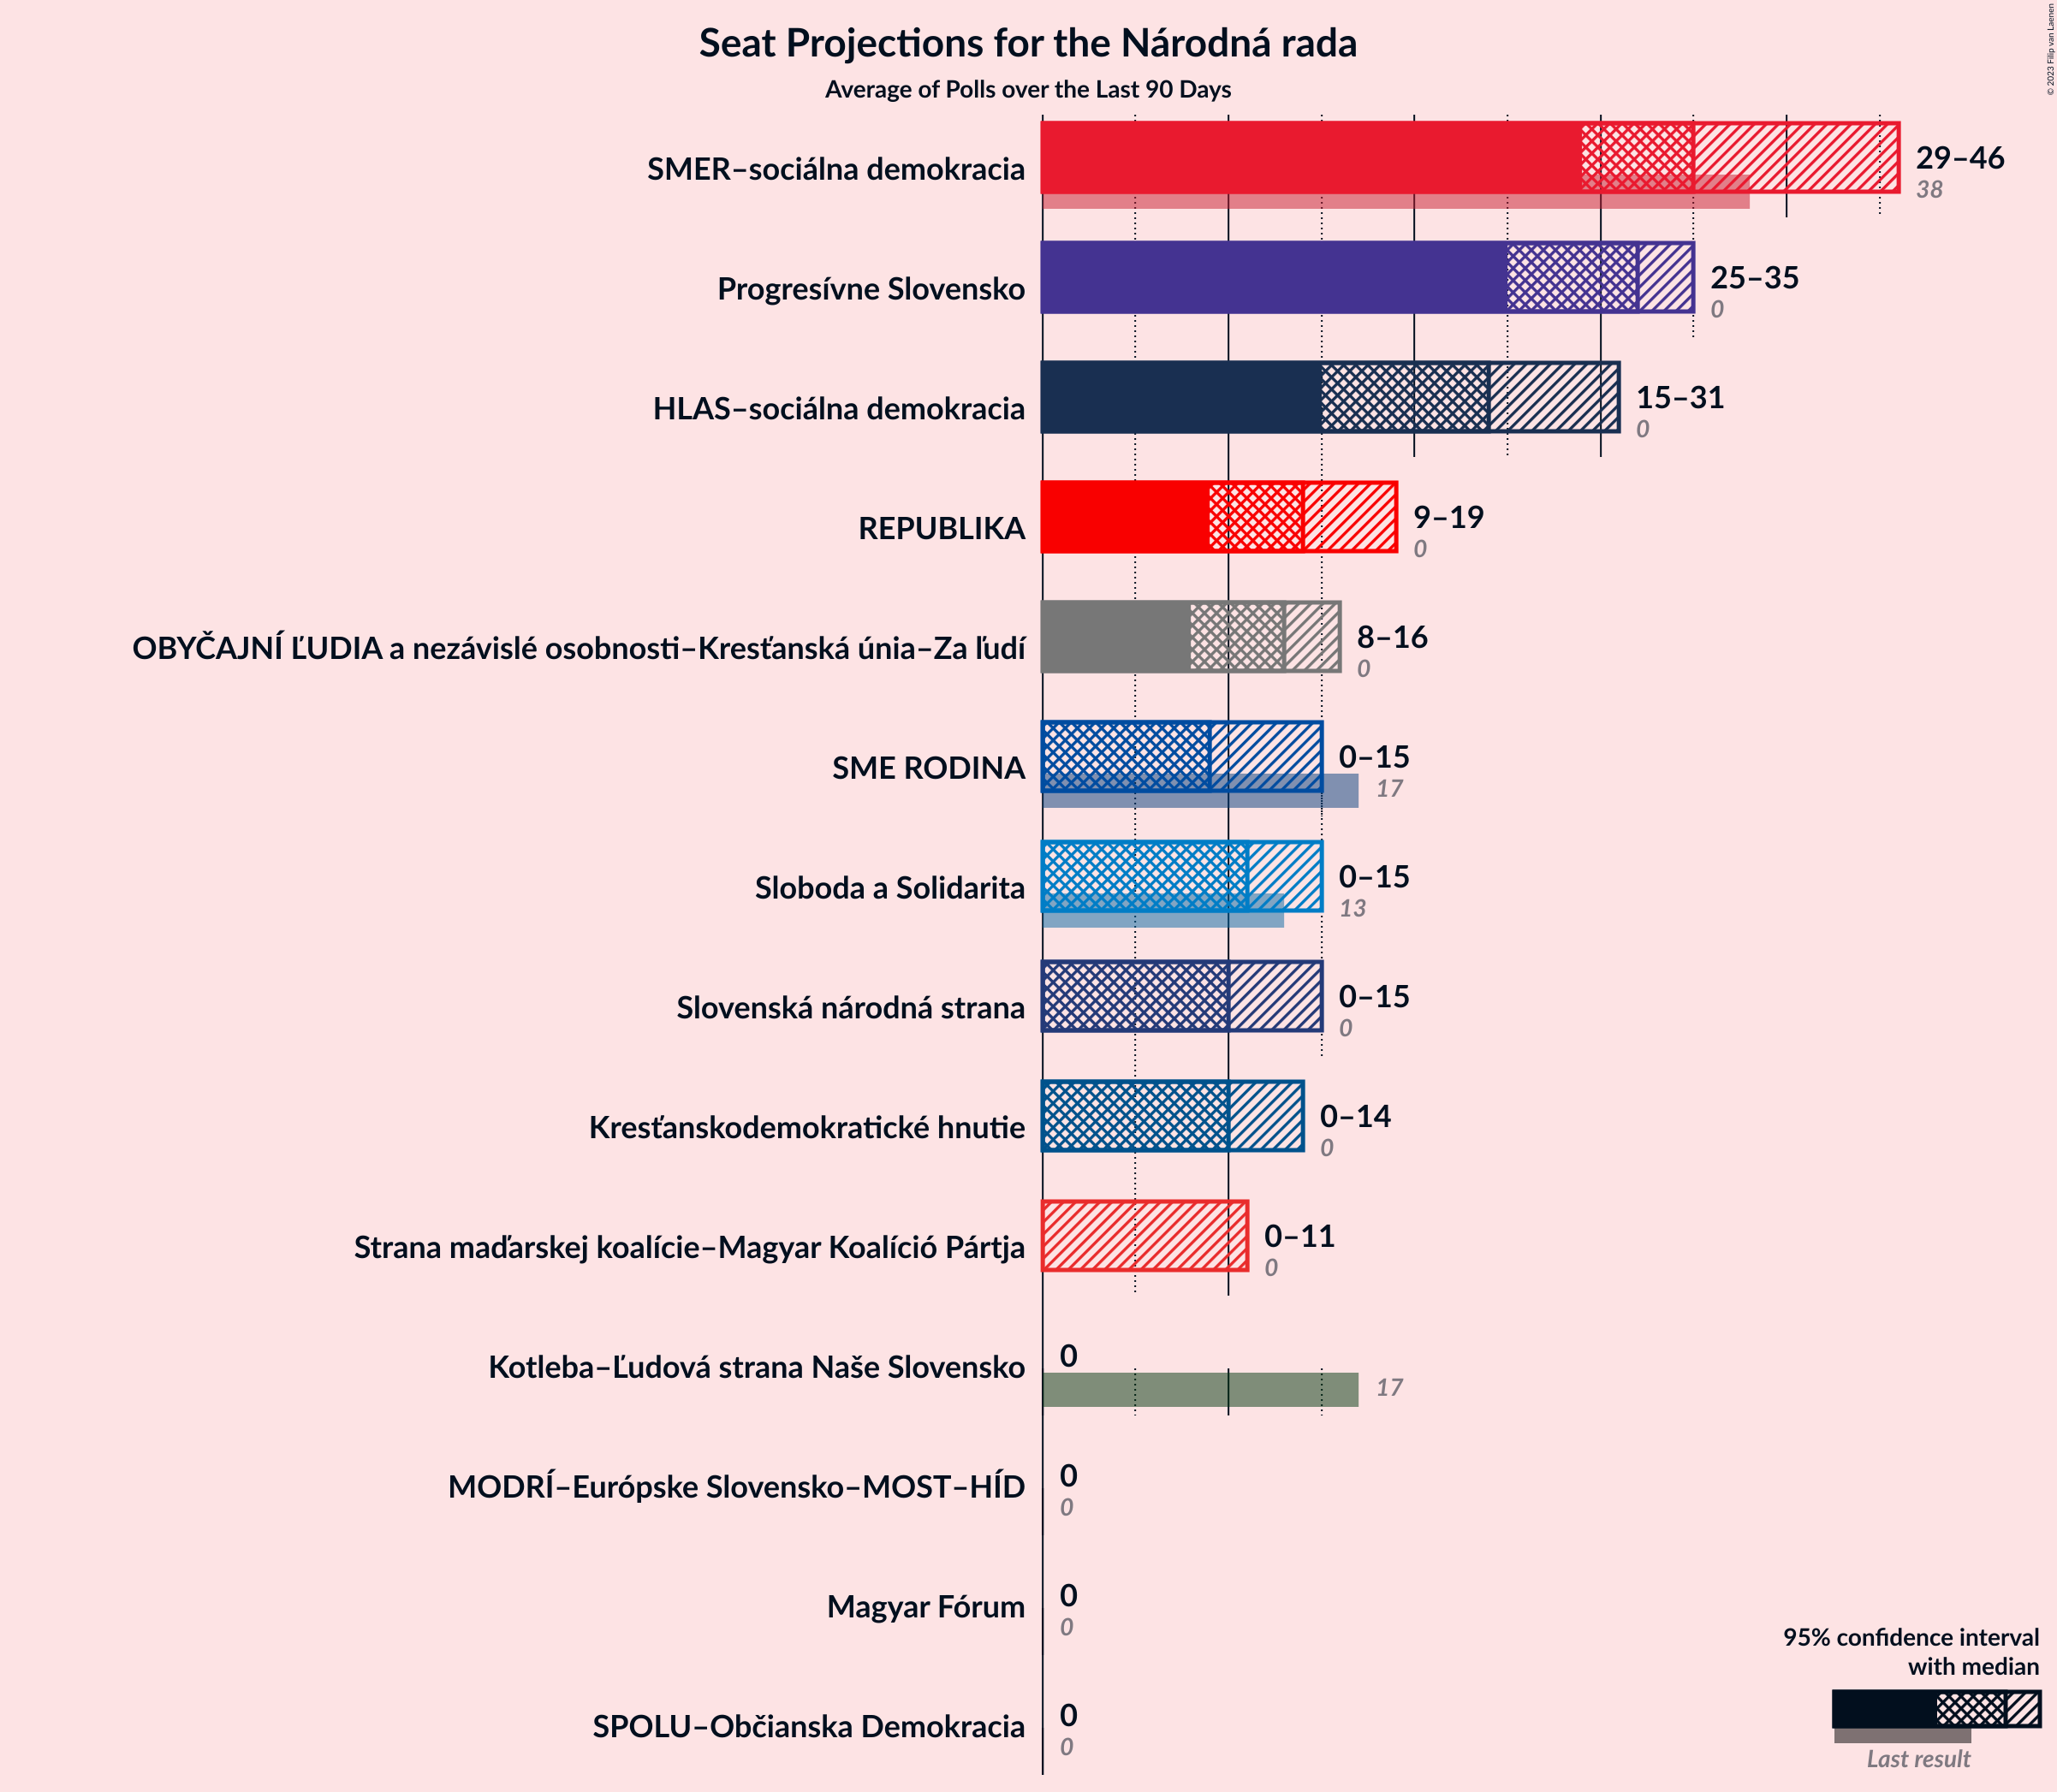 Seat Projections for the Národná rada
Average of Polls over the Last 90 Days
© 2023 Filip van Laenen
SMER–sociálna demokracia
29–46
38
Progresívne Slovensko
25–35
0
HLAS–sociálna demokracia
15–31
0
REPUBLIKA
9–19
0
OBYČAJNÍ ĽUDIA a nezávislé osobnosti–Kresťanská únia–Za ľudí
8–16
0
SME RODINA
0–15
17
Sloboda a Solidarita
0–15
13
Slovenská národná strana
0–15
0
Kresťanskodemokratické hnutie
0–14
0
Strana maďarskej koalície–Magyar Koalíció Pártja
0–11
0
Kotleba–Ľudová strana Naše Slovensko
0
17
MODRÍ–Európske Slovensko–MOST–HÍD
0
0
Magyar Fórum
0
0
SPOLU–Občianska Demokracia
0
0
95% confidence interval
with median
Last result